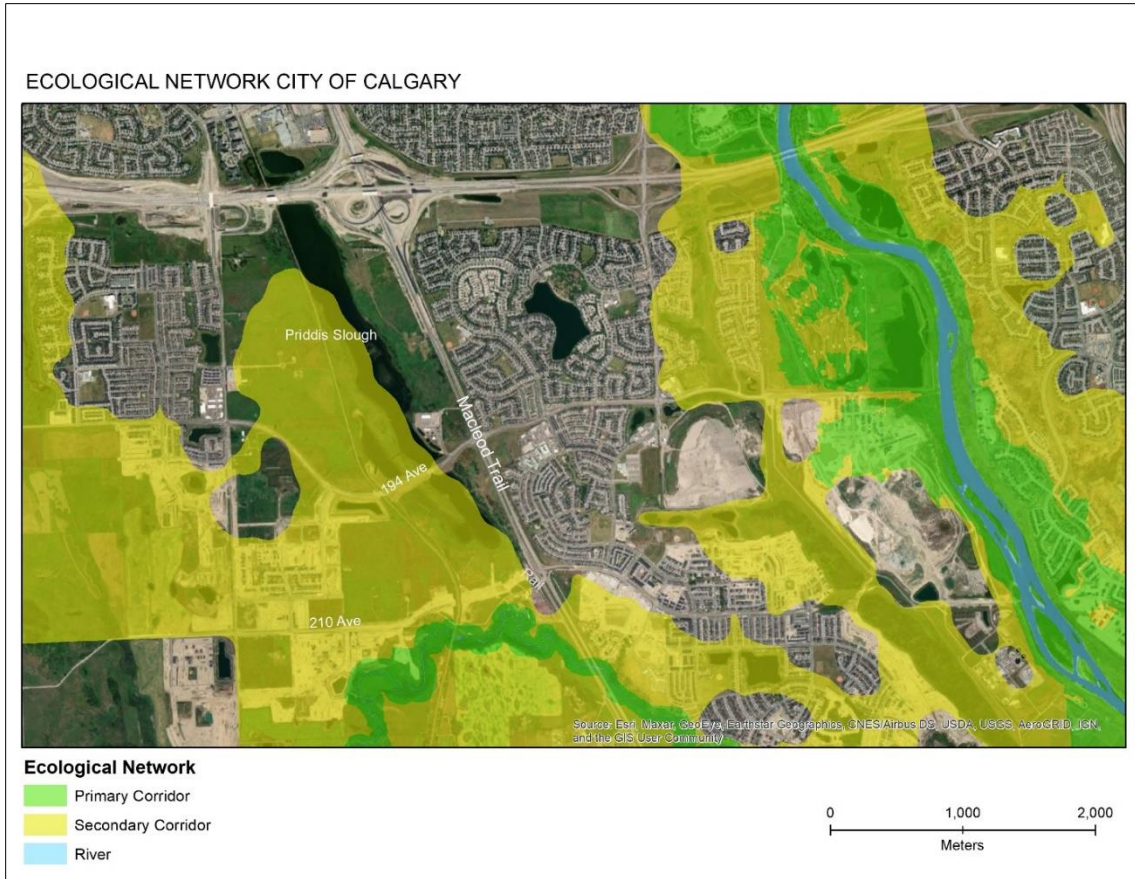 ECOLOGICAL NETWORK CITY OF CALGARY
Priddis Slough
Macleod Trail
194 Ave
210 Ave
Source: Esri, Maxar, GeoEye, Earthstar Geographics, CNES/Airbus DS, USDA, USGS, AeroGRID, IGN,
and the GIS User Community
Ecological Network
Primary Corridor
Secondary Corridor
River
0 1,000 2,000
Meters